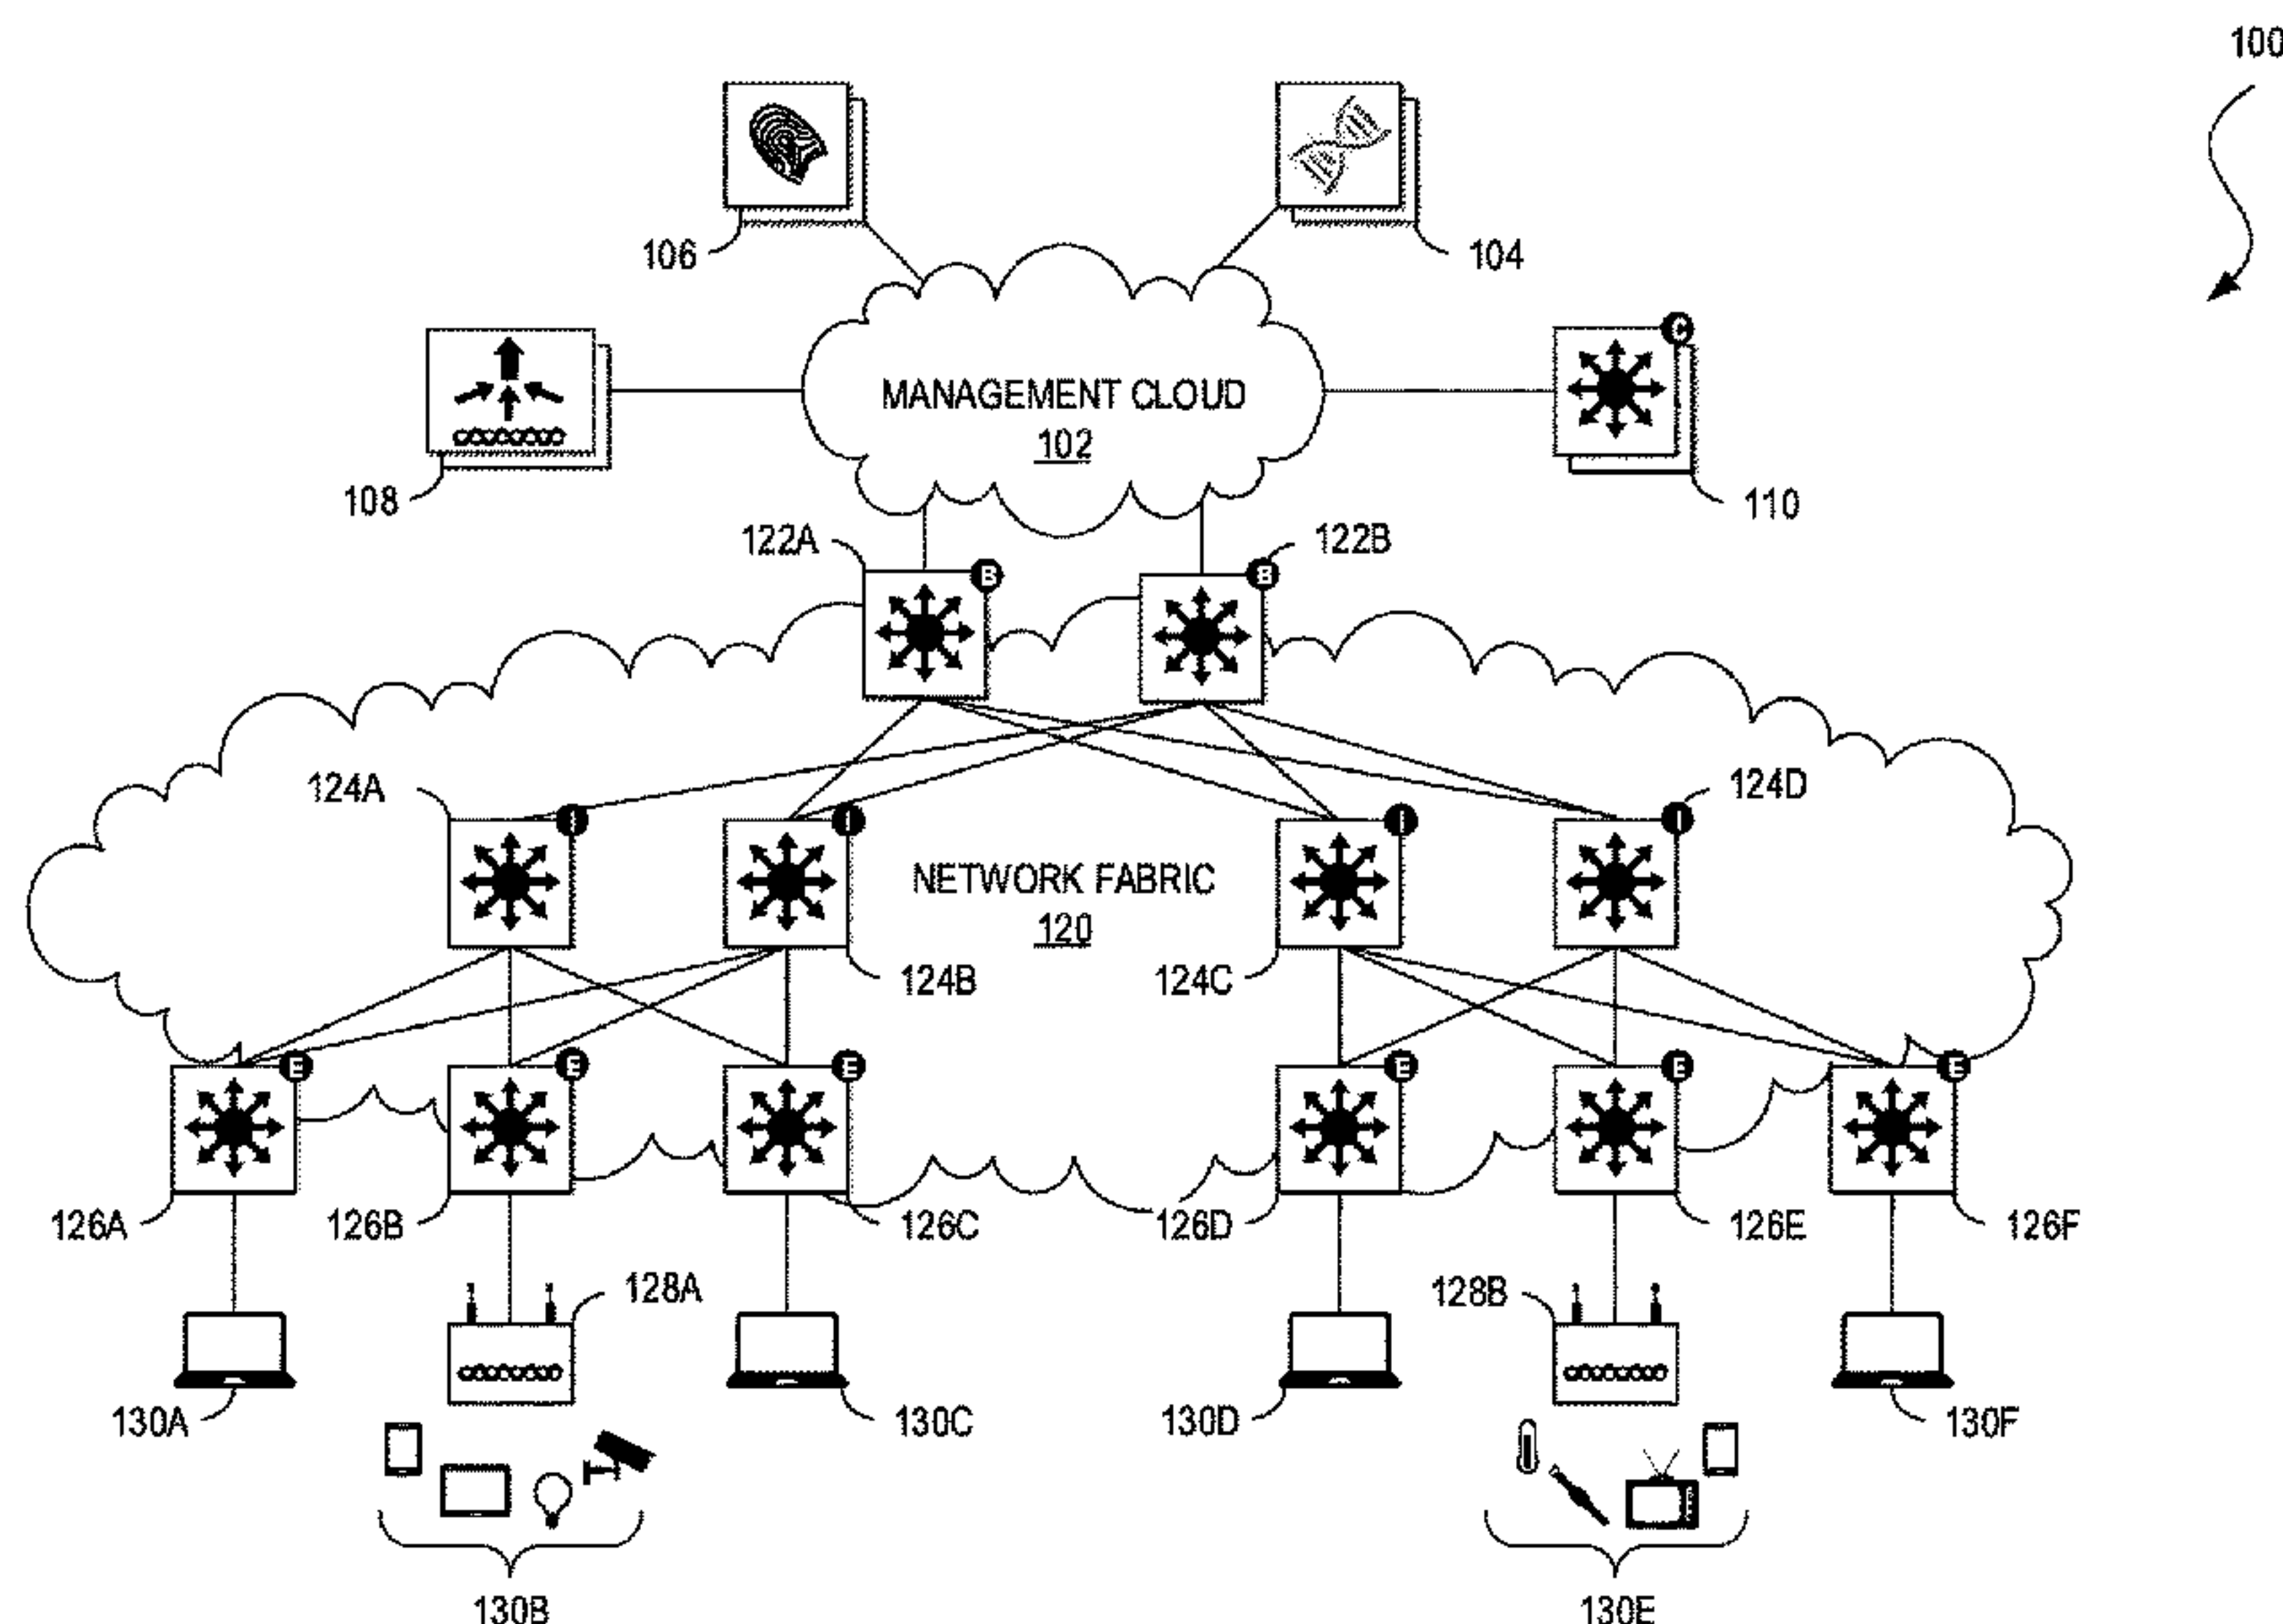 100
106
104
MANAGEMENT CLOUD
102
C
108
110
122A
122B
B
B
124A
124D
I
I
I
I
NETWORK FABRIC
120
124B
124C
E
E
E
E
E
E
126A
126B
126C
126D
126E
126F
128A
128B
130A
130C
130D
130F
130B
130E